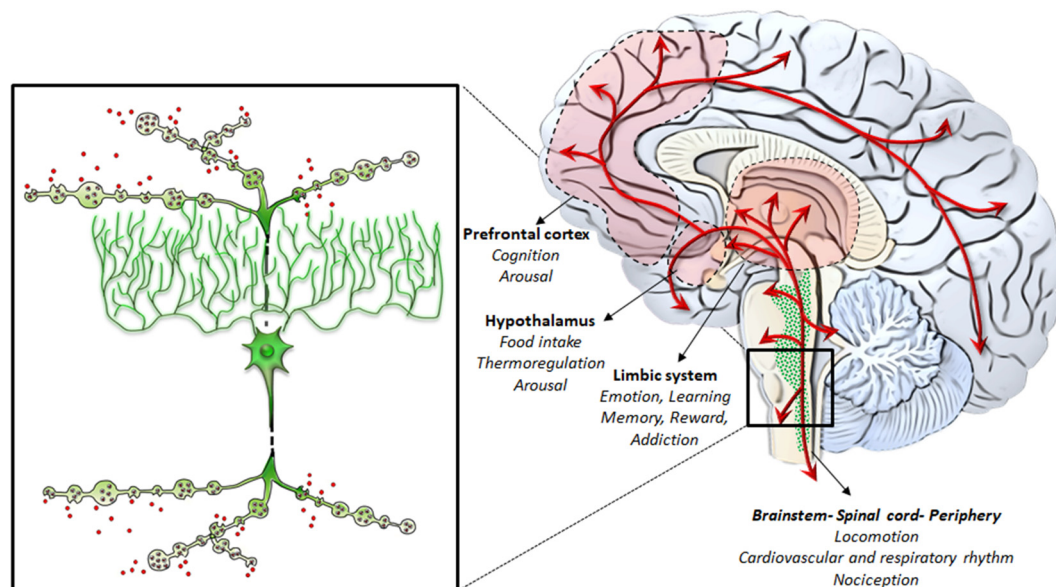 Prefrontal cortex
Cognition
Arousal
Hypothalamus
Food intake
Thermoregulation
Arousal
Limbic system
Emotion, Learning
Memory, Reward,
Addiction
Brainstem- Spinal cord- Periphery
Locomotion
Cardiovascular and respiratory rhythm
Nociception